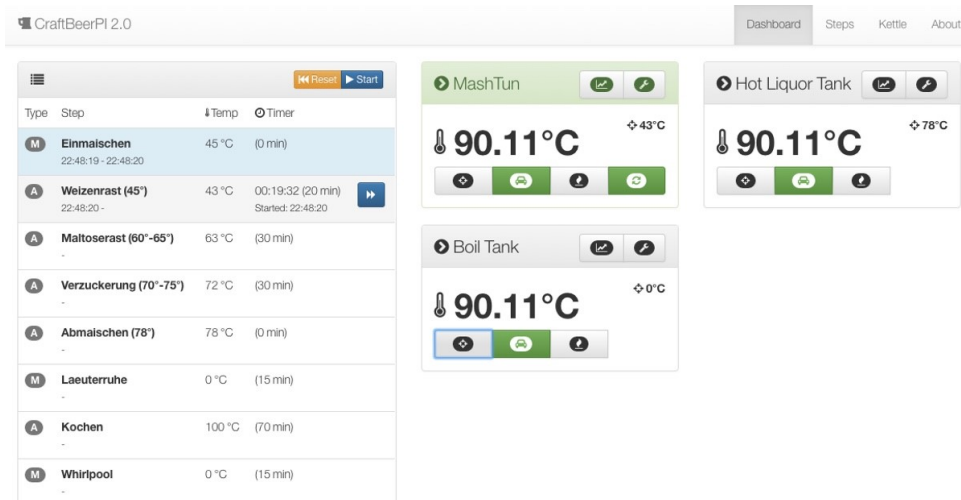 CraftBeerPI 2.0
Dashboard Steps Kettle About
Reset Start
Type Step Temp Timer
M Einmaischen 45 °C (0 min)
22:48:19 - 22:48:20
A Weizenrast (45°) 43 °C 00:19:32 (20 min)
22:48:20 - Started: 22:48:20
A Maltoserast (60°-65°) 63 °C (30 min)
-
A Verzuckerung (70°-75°) 72 °C (30 min)
-
A Abmaischen (78°) 78 °C (0 min)
-
M Laeuterruhe 0 °C (15 min)
-
A Kochen 100 °C (70 min)
-
M Whirlpool 0 °C (15 min)
-
MashTun
43°C
90.11°C
Hot Liquor Tank
78°C
90.11°C
Boil Tank
0°C
90.11°C